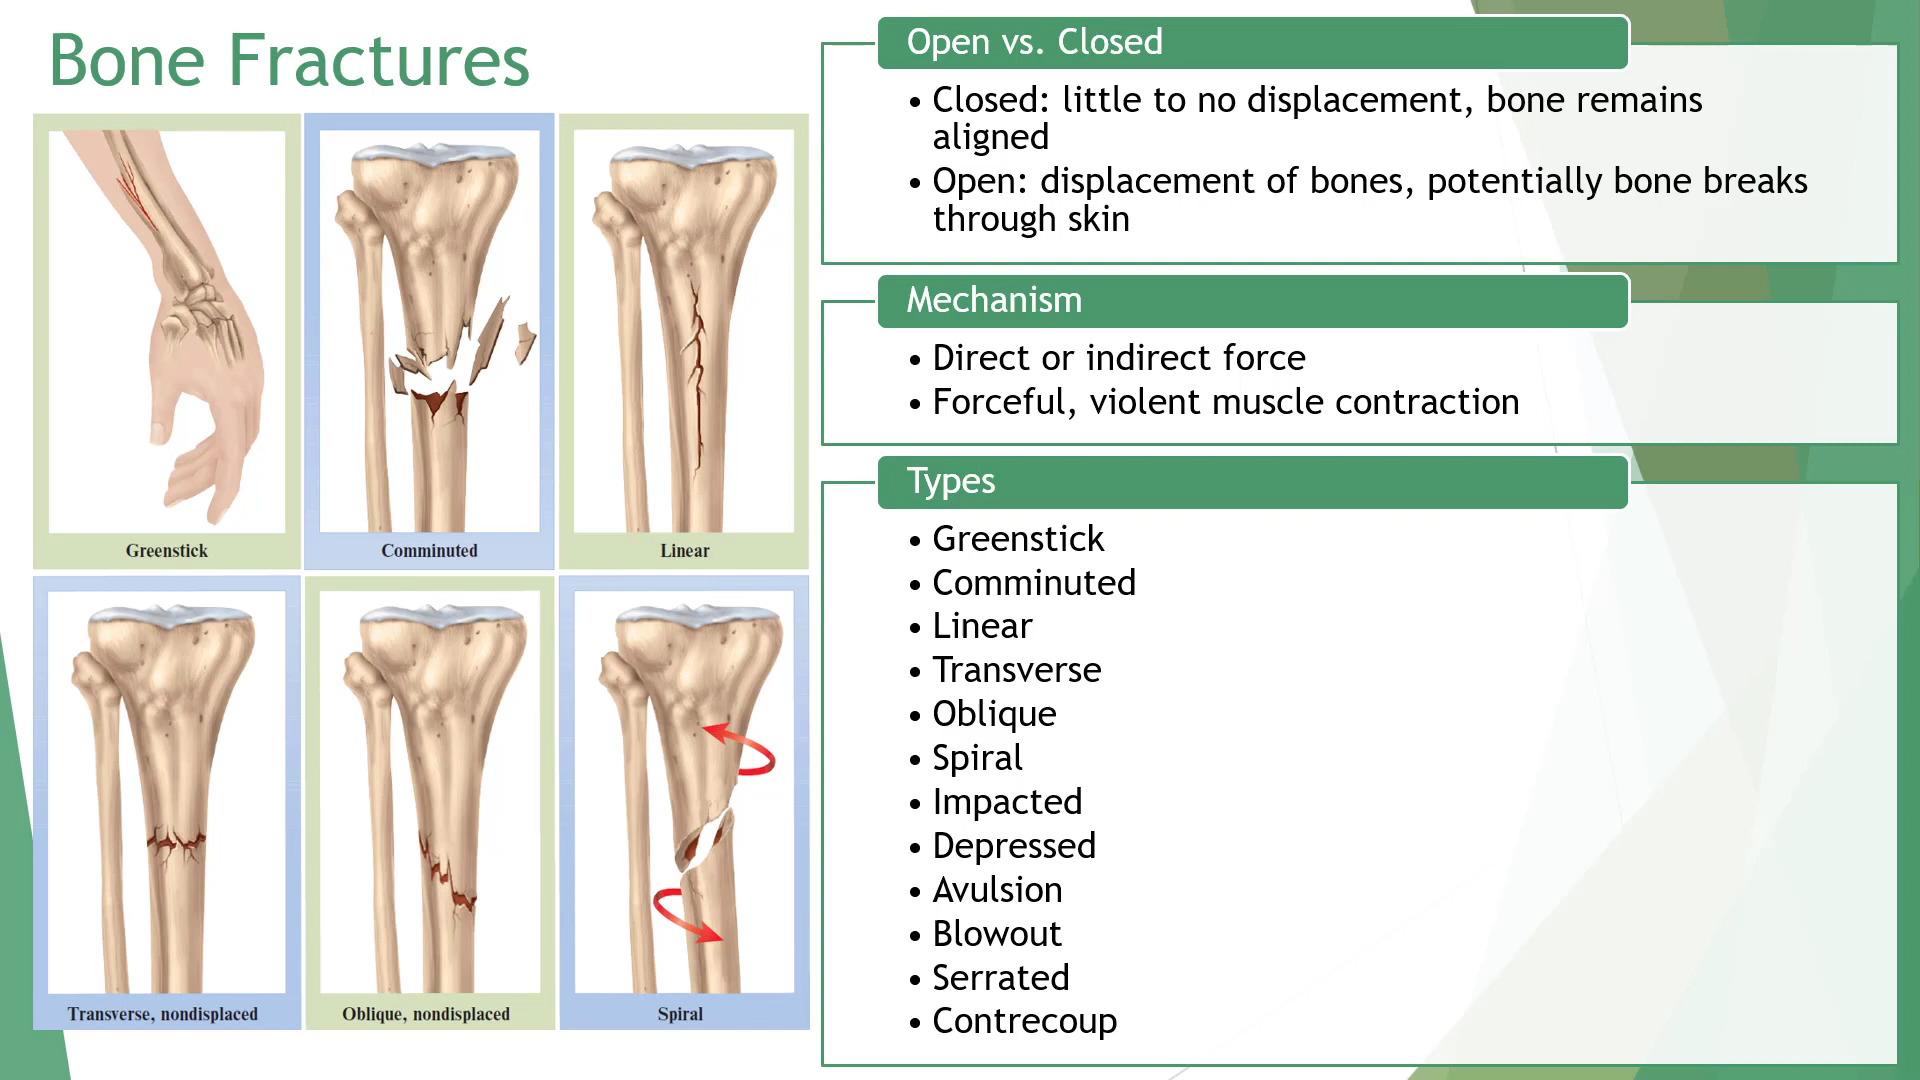 Bone Fractures
Greenstick
Comminuted
Linear
Transverse, nondisplaced
Oblique, nondisplaced
Spiral
Open vs. Closed
• Closed: little to no displacement, bone remains
aligned
• Open: displacement of bones, potentially bone breaks
through skin
Mechanism
• Direct or indirect force
• Forceful, violent muscle contraction
Types
• Greenstick
• Comminuted
• Linear
• Transverse
• Oblique
• Spiral
• Impacted
• Depressed
• Avulsion
• Blowout
• Serrated
• Contrecoup